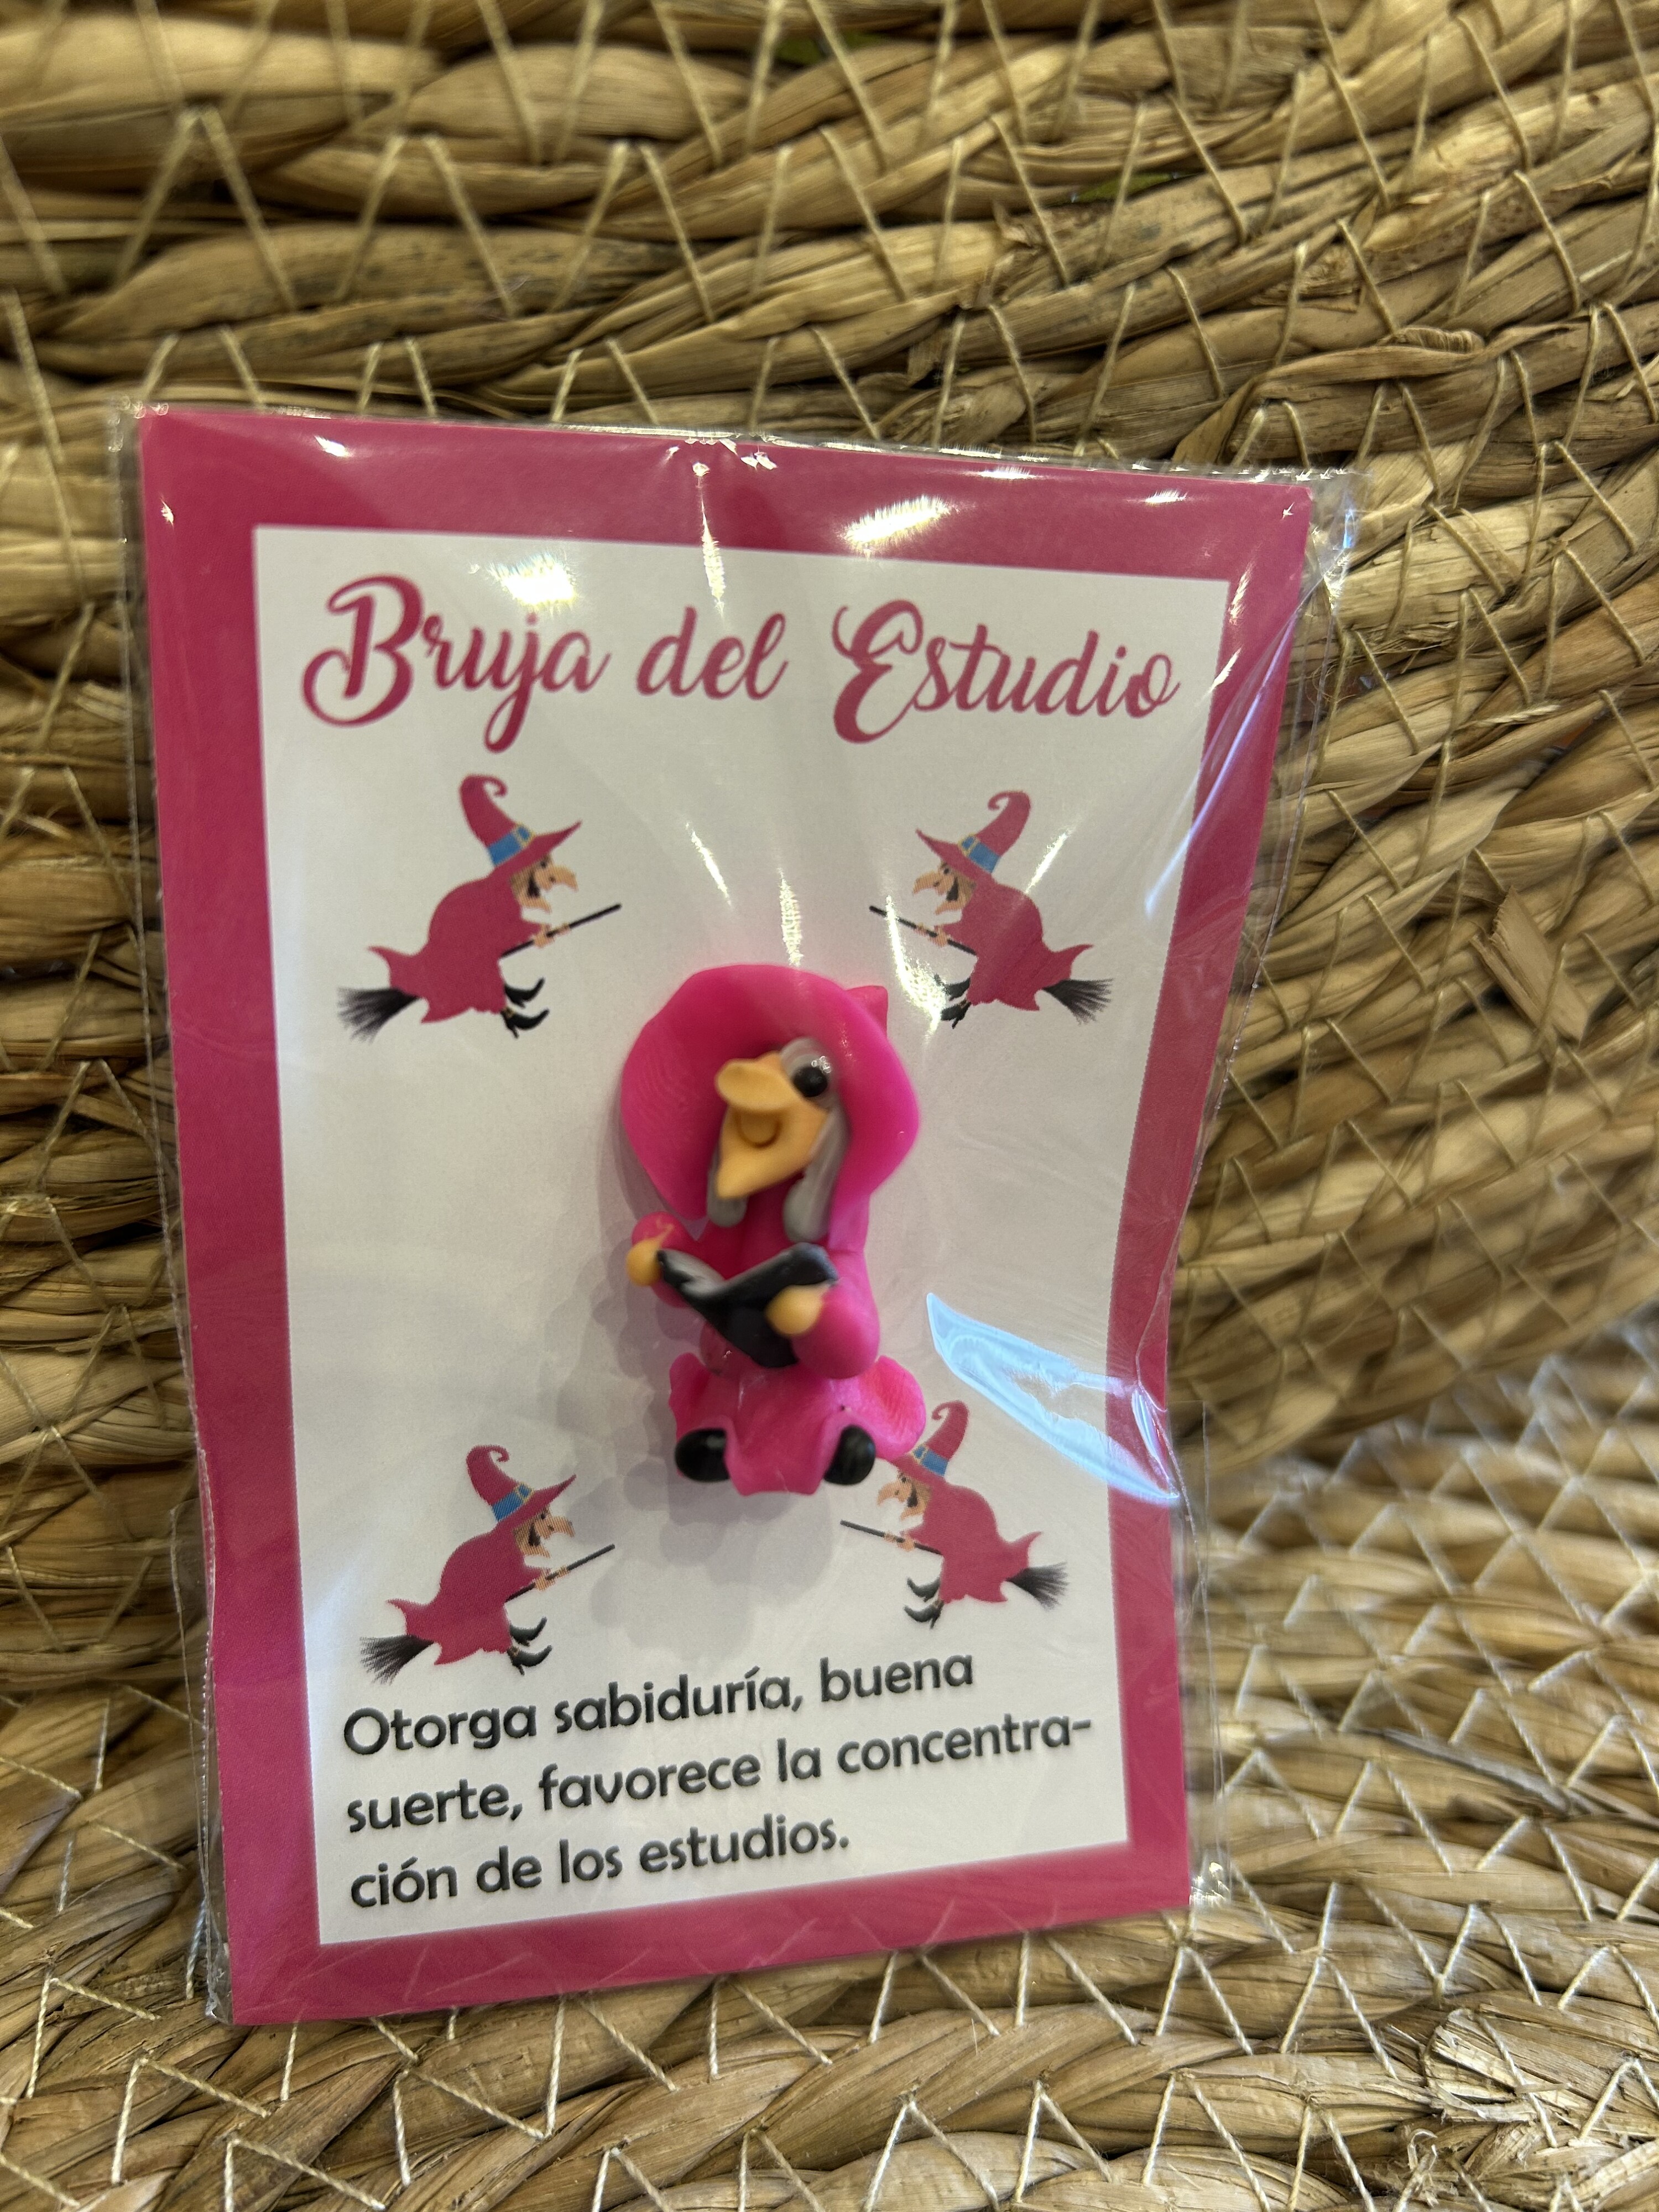 Bruja del Estudio
Otorga sabiduría, buena
suerte, favorece la concentra-
ción de los estudios.